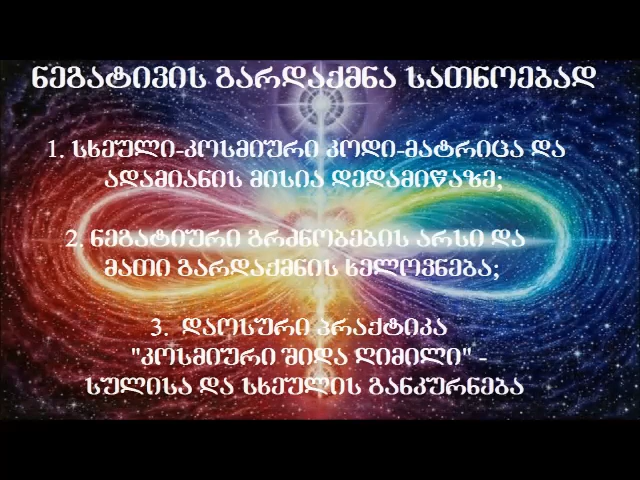 ნეგატივის გარდაქმნა სათნოებად
1. სხეული-კოსმიური კოდი-მატრიცა და
ადამიანის მისია დედამიწაზე;
2. ნეგატიური გრძნობების არსი და
მათი გარდაქმნის ხელოვნება;
3. დაოსური პრაქტიკა
"კოსმიური შიდა ღიმილი" -
სულისა და სხეულის განკურნება